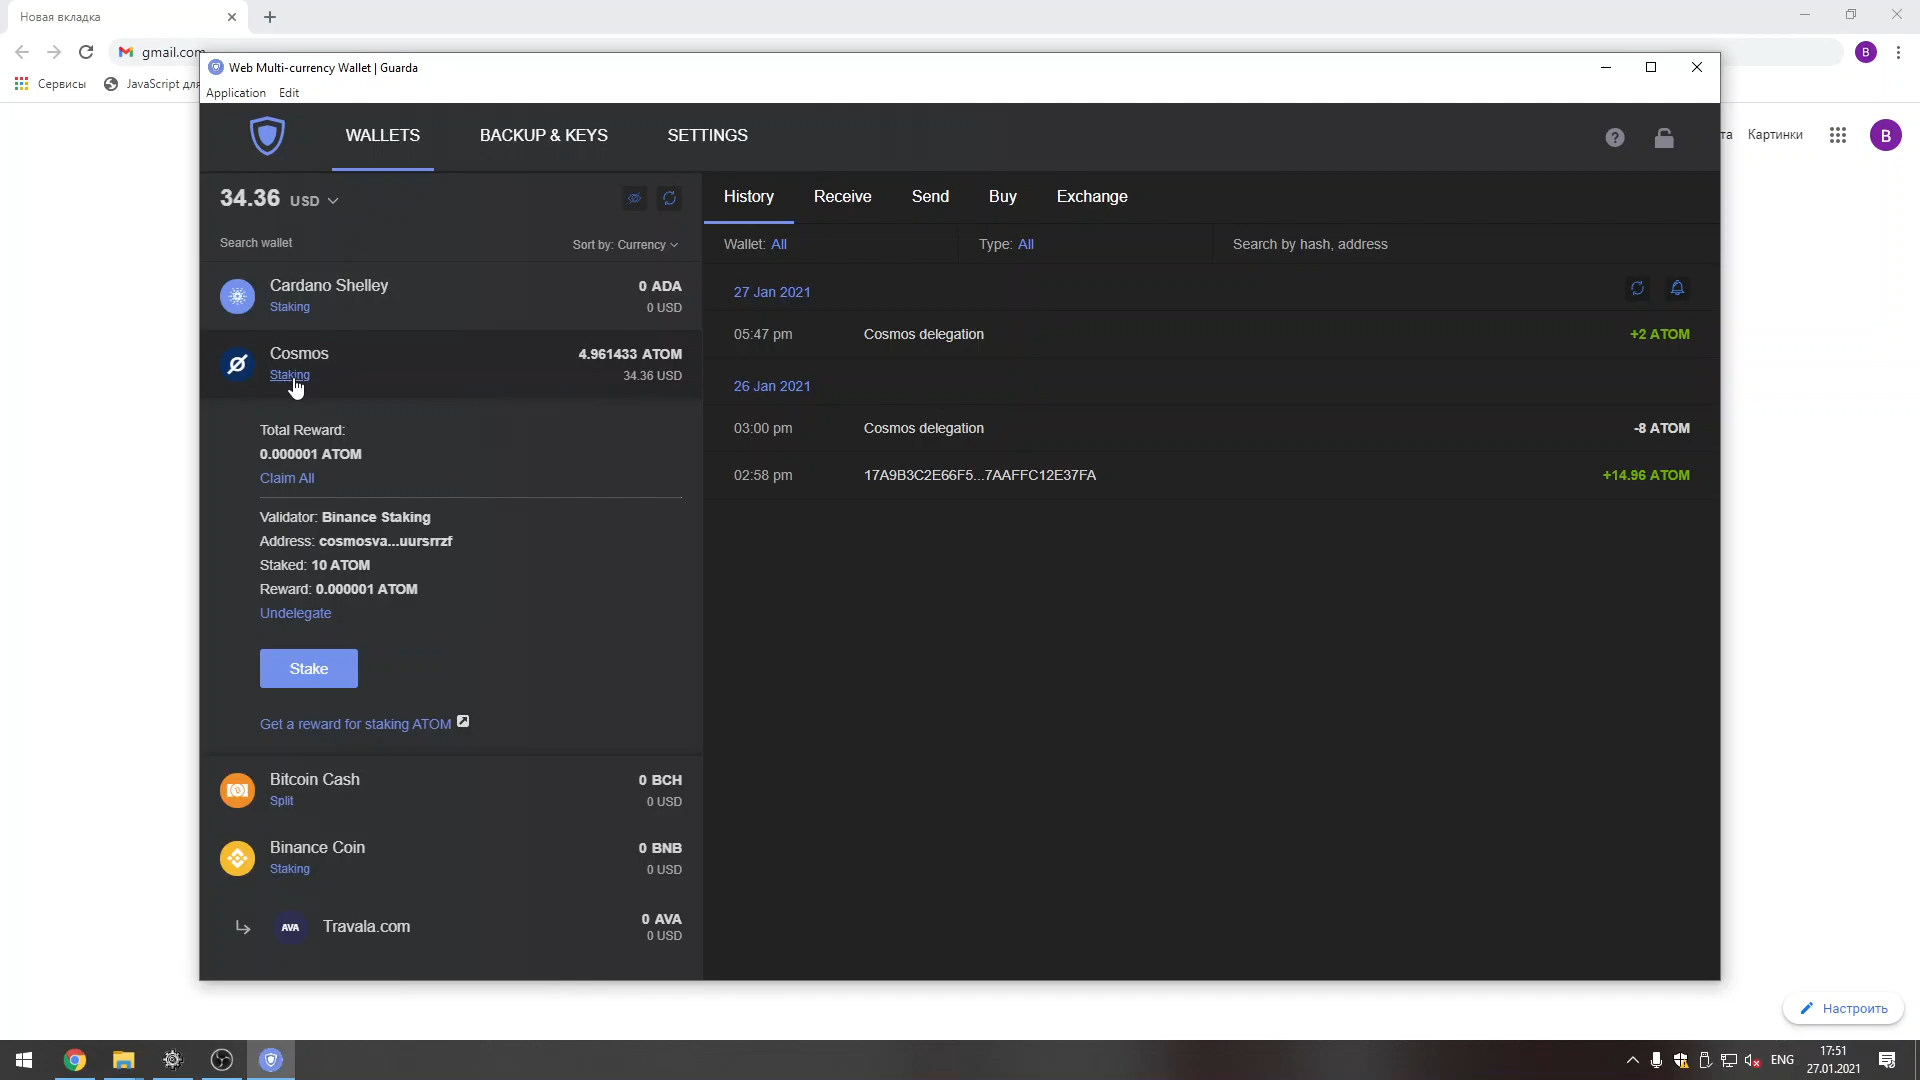 Новая вкладка
gmail.com
Сервисы
JavaScript для
Web Multi-currency Wallet | Guarda
Application Edit
WALLETS BACKUP & KEYS SETTINGS
та Картинки
B
B
34.36 USD
Search wallet
Sort by: Currency
Cardano Shelley 0 ADA
Staking 0 USD
Cosmos 4.961433 ATOM
Staking 34.36 USD
Total Reward:
0.000001 ATOM
Claim All
Validator: Binance Staking
Address: cosmosva...uursrrzf
Staked: 10 ATOM
Reward: 0.000001 ATOM
Undelegate
Stake
Get a reward for staking ATOM
Bitcoin Cash 0 BCH
Split 0 USD
Binance Coin 0 BNB
Staking 0 USD
AVA Travala.com 0 AVA
0 USD
History Receive Send Buy Exchange
Wallet: All Type: All Search by hash, address
27 Jan 2021
05:47 pm Cosmos delegation +2 ATOM
26 Jan 2021
03:00 pm Cosmos delegation -8 ATOM
02:58 pm 17A9B3C2E66F5...7AAFFC12E37FA +14.96 ATOM
Настроить
ENG
17:51
27.01.2021